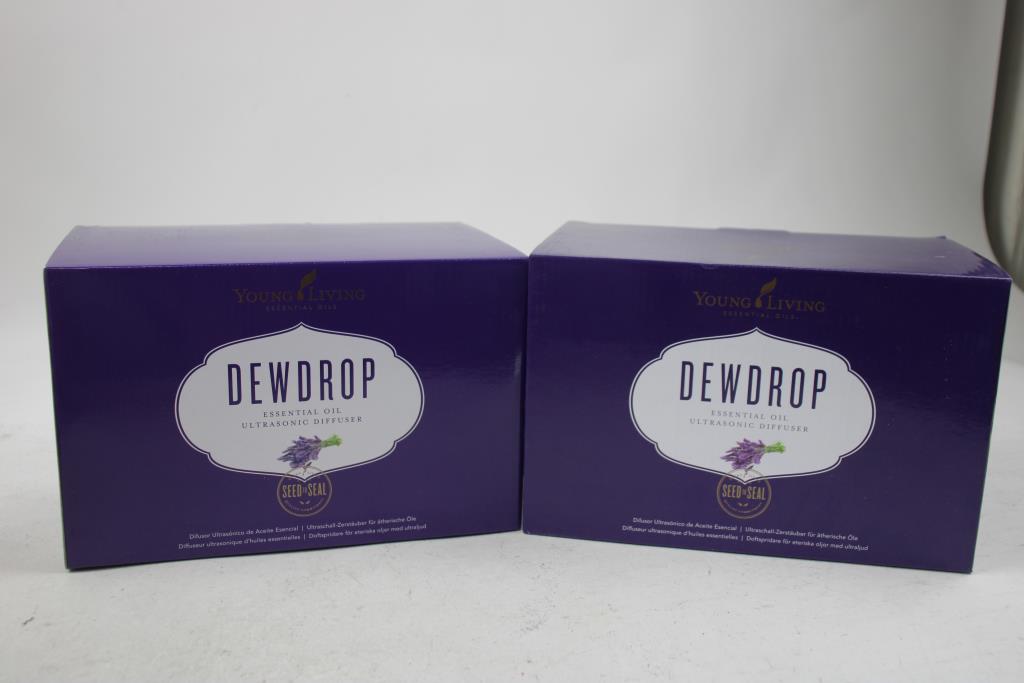 YOUNG LIVING
ESSENTIAL OILS
DEWDROP
ESSENTIAL OIL
ULTRASONIC DIFFUSER
SEED TO SEAL
Difusor Ultrasónico de Aceite Esencial | Ultraschall-Zerstäuber für ätherische Öle
Diffuseur ultrasonique d'huiles essentielles | Doftspridare för eteriska oljor med ultraljud
YOUNG LIVING
ESSENTIAL OILS
DEWDROP
ESSENTIAL OIL
ULTRASONIC DIFFUSER
SEED TO SEAL
Difusor Ultrasónico de Aceite Esencial | Ultraschall-Zerstäuber für ätherische Öle
Diffuseur ultrasonique d'huiles essentielles | Doftspridare för eteriska oljor med ultraljud